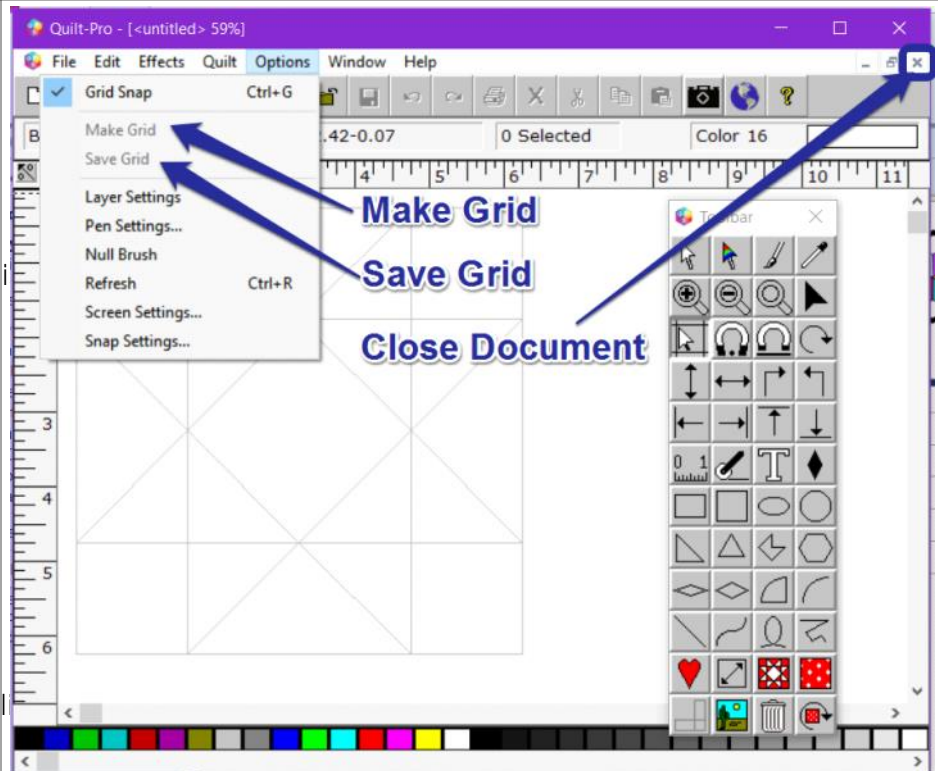 Quilt-Pro - [<untitled> 59%]
File Edit Effects Quilt Options Window Help
Grid Snap Ctrl+G
B .42-0.07 0 Selected Color 16
Make Grid
Save Grid
4 5 6 7 8 9 10 11
Layer Settings
Make Grid
Toolbar
Pen Settings...
Null Brush
Save Grid
Refresh Ctrl+R
Screen Settings...
Snap Settings...
Close Document
3
0 1
T
4
5
6